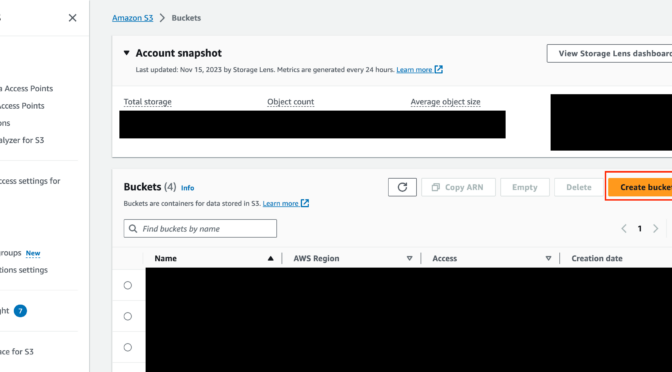 Amazon S3 > Buckets
Account snapshot
View Storage Lens dashboard
Last updated: Nov 15, 2023 by Storage Lens. Metrics are generated every 24 hours. Learn more
Total storage
Object count
Average object size
Access Points
Access Points
alyzer for S3
ccess settings for
roups New
tions settings
ght 7
ce for S3
Buckets (4) Info
Copy ARN
Empty
Delete
Create bucket
Buckets are containers for data stored in S3. Learn more
Find buckets by name
< 1 >
Name
AWS Region
Access
Creation date